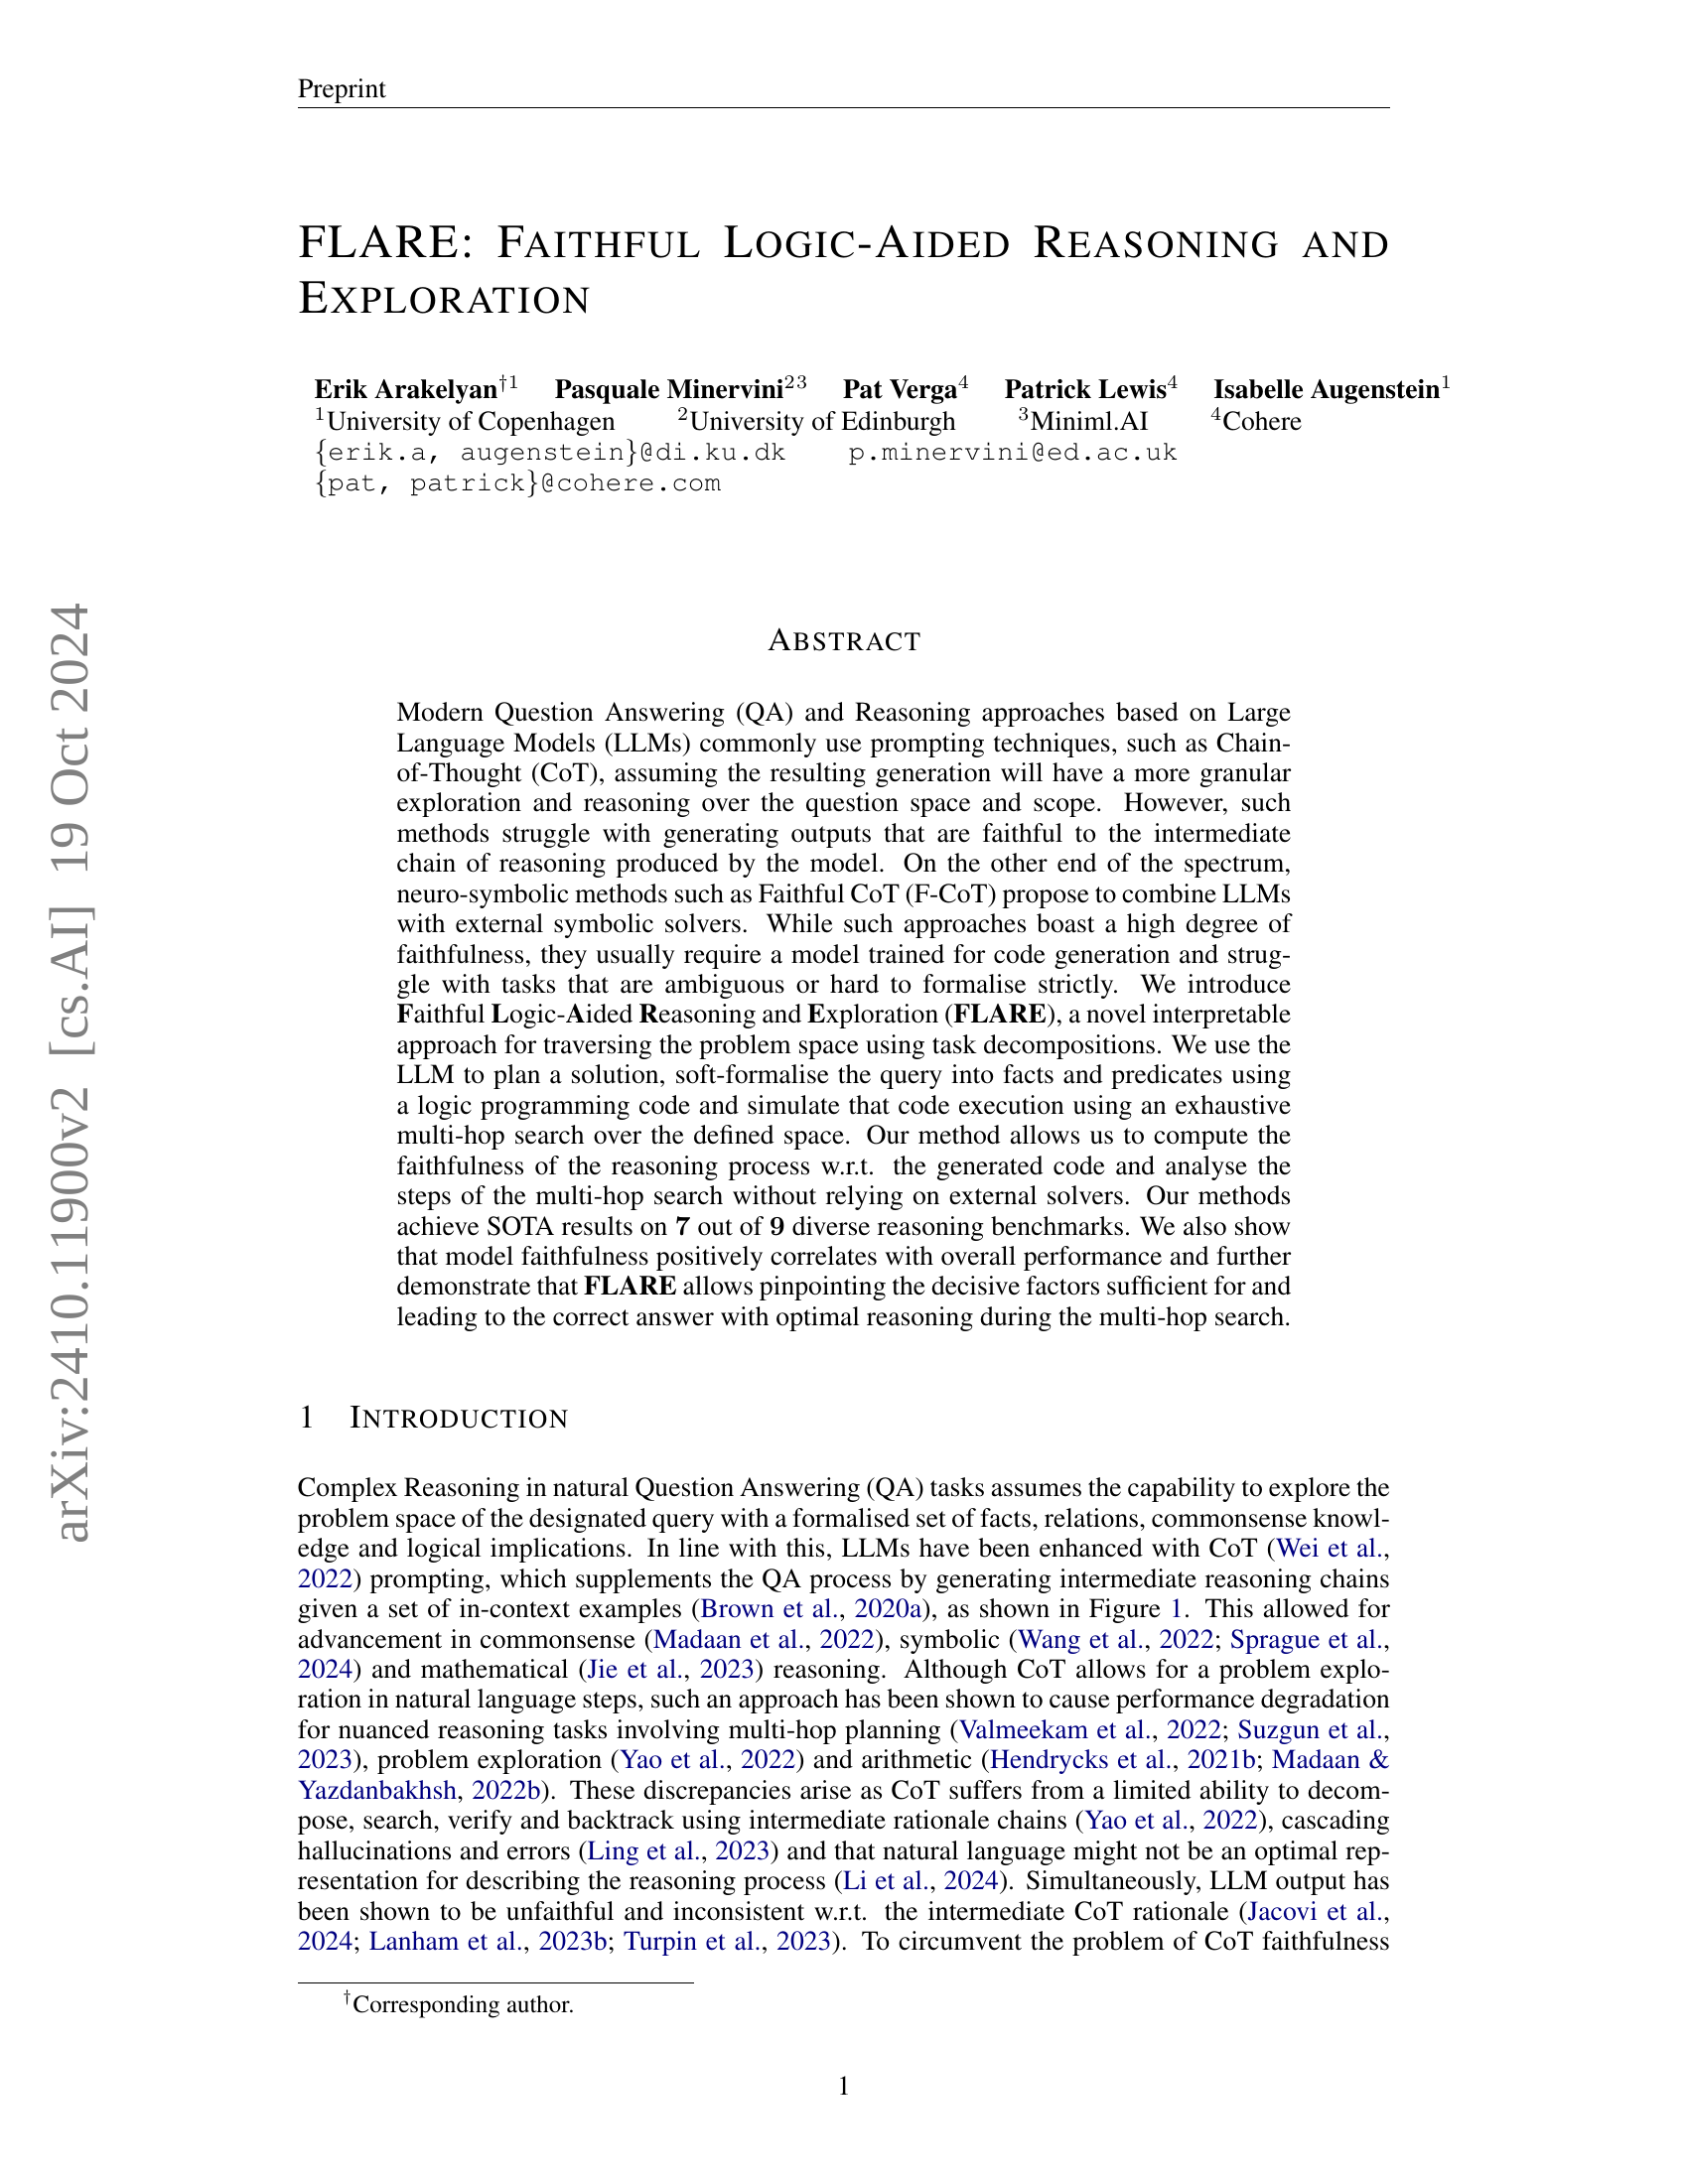 Preprint
FLARE: FAITHFUL LOGIC-AIDED REASONING AND
EXPLORATION
Erik Arakelyan†1 Pasquale Minervini23 Pat Verga4 Patrick Lewis4 Isabelle Augenstein1
1University of Copenhagen 2University of Edinburgh 3Miniml.AI 4Cohere
{erik.a, augenstein}@di.ku.dk p.minervini@ed.ac.uk
{pat, patrick}@cohere.com
arXiv:2410.11900v2 [cs.AI] 19 Oct 2024
ABSTRACT
Modern Question Answering (QA) and Reasoning approaches based on Large
Language Models (LLMs) commonly use prompting techniques, such as Chain-
of-Thought (CoT), assuming the resulting generation will have a more granular
exploration and reasoning over the question space and scope. However, such
methods struggle with generating outputs that are faithful to the intermediate
chain of reasoning produced by the model. On the other end of the spectrum,
neuro-symbolic methods such as Faithful CoT (F-CoT) propose to combine LLMs
with external symbolic solvers. While such approaches boast a high degree of
faithfulness, they usually require a model trained for code generation and strug-
gle with tasks that are ambiguous or hard to formalise strictly. We introduce
Faithful Logic-Aided Reasoning and Exploration (FLARE), a novel interpretable
approach for traversing the problem space using task decompositions. We use the
LLM to plan a solution, soft-formalise the query into facts and predicates using
a logic programming code and simulate that code execution using an exhaustive
multi-hop search over the defined space. Our method allows us to compute the
faithfulness of the reasoning process w.r.t. the generated code and analyse the
steps of the multi-hop search without relying on external solvers. Our methods
achieve SOTA results on 7 out of 9 diverse reasoning benchmarks. We also show
that model faithfulness positively correlates with overall performance and further
demonstrate that FLARE allows pinpointing the decisive factors sufficient for and
leading to the correct answer with optimal reasoning during the multi-hop search.
1 INTRODUCTION
Complex Reasoning in natural Question Answering (QA) tasks assumes the capability to explore the
problem space of the designated query with a formalised set of facts, relations, commonsense knowl-
edge and logical implications. In line with this, LLMs have been enhanced with CoT (Wei et al.,
2022) prompting, which supplements the QA process by generating intermediate reasoning chains
given a set of in-context examples (Brown et al., 2020a), as shown in Figure 1. This allowed for
advancement in commonsense (Madaan et al., 2022), symbolic (Wang et al., 2022; Sprague et al.,
2024) and mathematical (Jie et al., 2023) reasoning. Although CoT allows for a problem explo-
ration in natural language steps, such an approach has been shown to cause performance degradation
for nuanced reasoning tasks involving multi-hop planning (Valmeekam et al., 2022; Suzgun et al.,
2023), problem exploration (Yao et al., 2022) and arithmetic (Hendrycks et al., 2021b; Madaan &
Yazdanbakhsh, 2022b). These discrepancies arise as CoT suffers from a limited ability to decom-
pose, search, verify and backtrack using intermediate rationale chains (Yao et al., 2022), cascading
hallucinations and errors (Ling et al., 2023) and that natural language might not be an optimal rep-
resentation for describing the reasoning process (Li et al., 2024). Simultaneously, LLM output has
been shown to be unfaithful and inconsistent w.r.t. the intermediate CoT rationale (Jacovi et al.,
2024; Lanham et al., 2023b; Turpin et al., 2023). To circumvent the problem of CoT faithfulness
†Corresponding author.
1